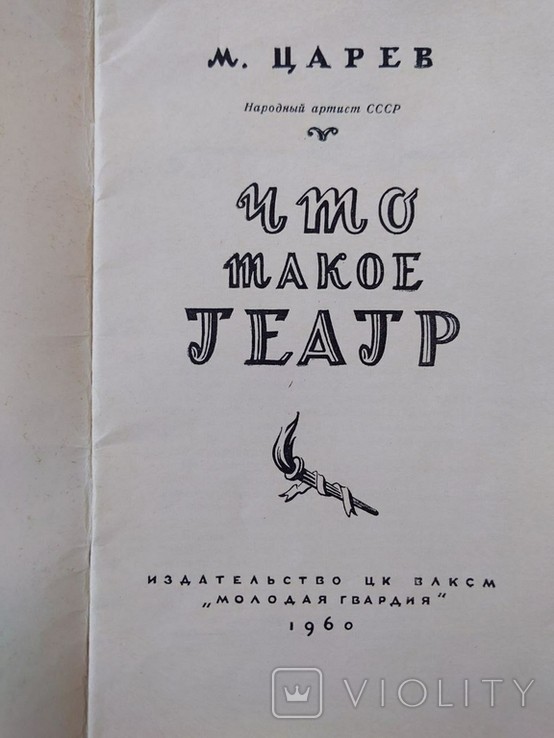 М. ЦАРЕВ
Народный артист СССР
ЧТО
ТАКОЕ
ТЕАТР
ИЗДАТЕЛЬСТВО ЦК ВЛКСМ
„МОЛОДАЯ ГВАРДИЯ“
1960
VIOLITY